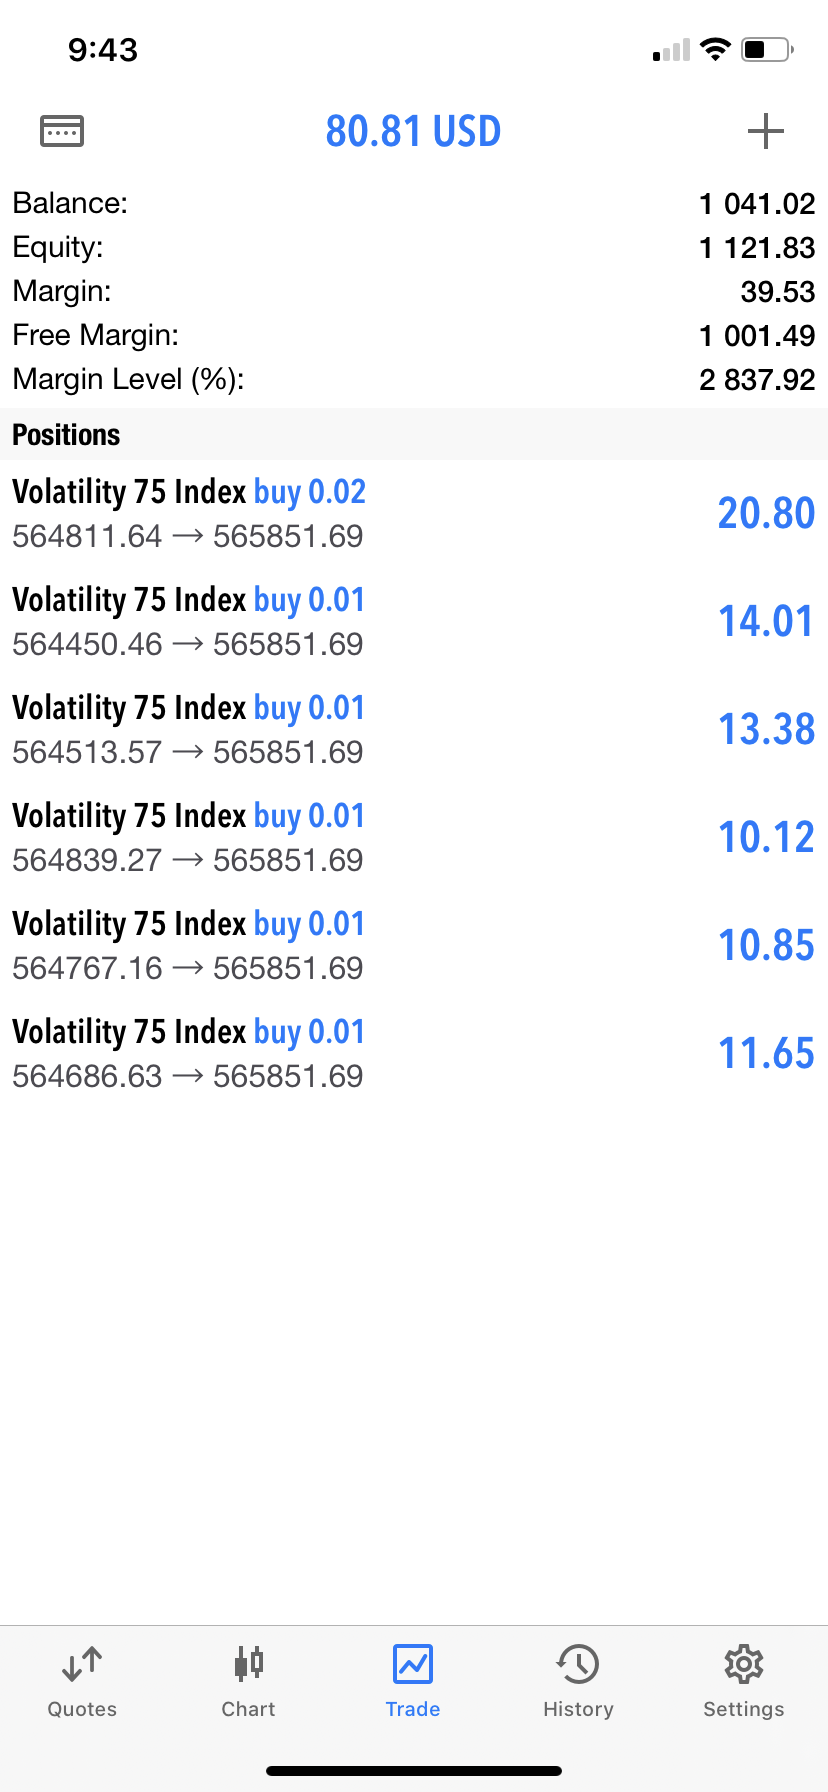 9:43
80.81 USD
Balance: 1 041.02
Equity: 1 121.83
Margin: 39.53
Free Margin: 1 001.49
Margin Level (%): 2 837.92
Positions
Volatility 75 Index buy 0.02
564811.64 → 565851.69 20.80
Volatility 75 Index buy 0.01
564450.46 → 565851.69 14.01
Volatility 75 Index buy 0.01
564513.57 → 565851.69 13.38
Volatility 75 Index buy 0.01
564839.27 → 565851.69 10.12
Volatility 75 Index buy 0.01
564767.16 → 565851.69 10.85
Volatility 75 Index buy 0.01
564686.63 → 565851.69 11.65
Quotes Chart Trade History Settings